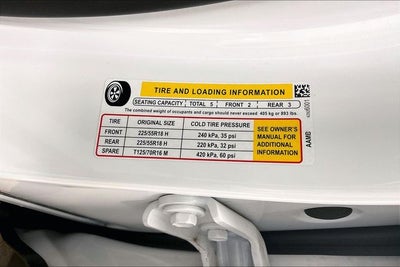 TIRE AND LOADING INFORMATION
SEATING CAPACITY TOTAL 5 FRONT 2 REAR 3
The combined weight of occupants and cargo should never exceed 405 kg or 893 lbs.
TIRE ORIGINAL SIZE COLD TIRE PRESSURE
FRONT 225/55R18 H 240 kPa, 35 psi
REAR 225/55R18 H 220 kPa, 32 psi
SPARE T125/70R16 M 420 kPa, 60 psi
SEE OWNER'S
MANUAL FOR
ADDITIONAL
INFORMATION
AAMB